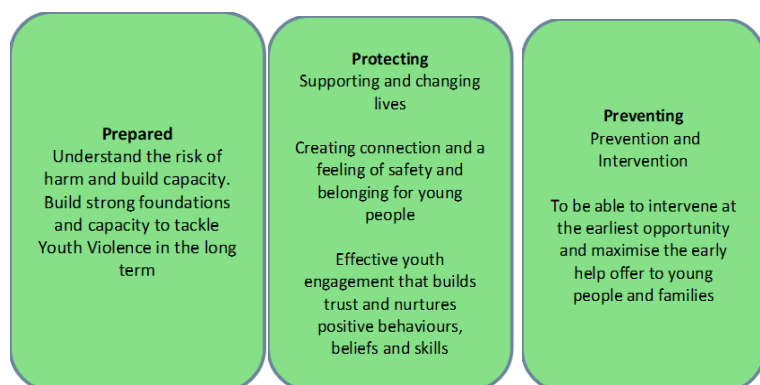 Prepared
Understand the risk of
harm and build capacity.
Build strong foundations
and capacity to tackle
Youth Violence in the long
term
Protecting
Supporting and changing
lives
Creating connection and a
feeling of safety and
belonging for young
people
Effective youth
engagement that builds
trust and nurtures
positive behaviours,
beliefs and skills
Preventing
Prevention and
Intervention
To be able to intervene at
the earliest opportunity
and maximise the early
help offer to young
people and families